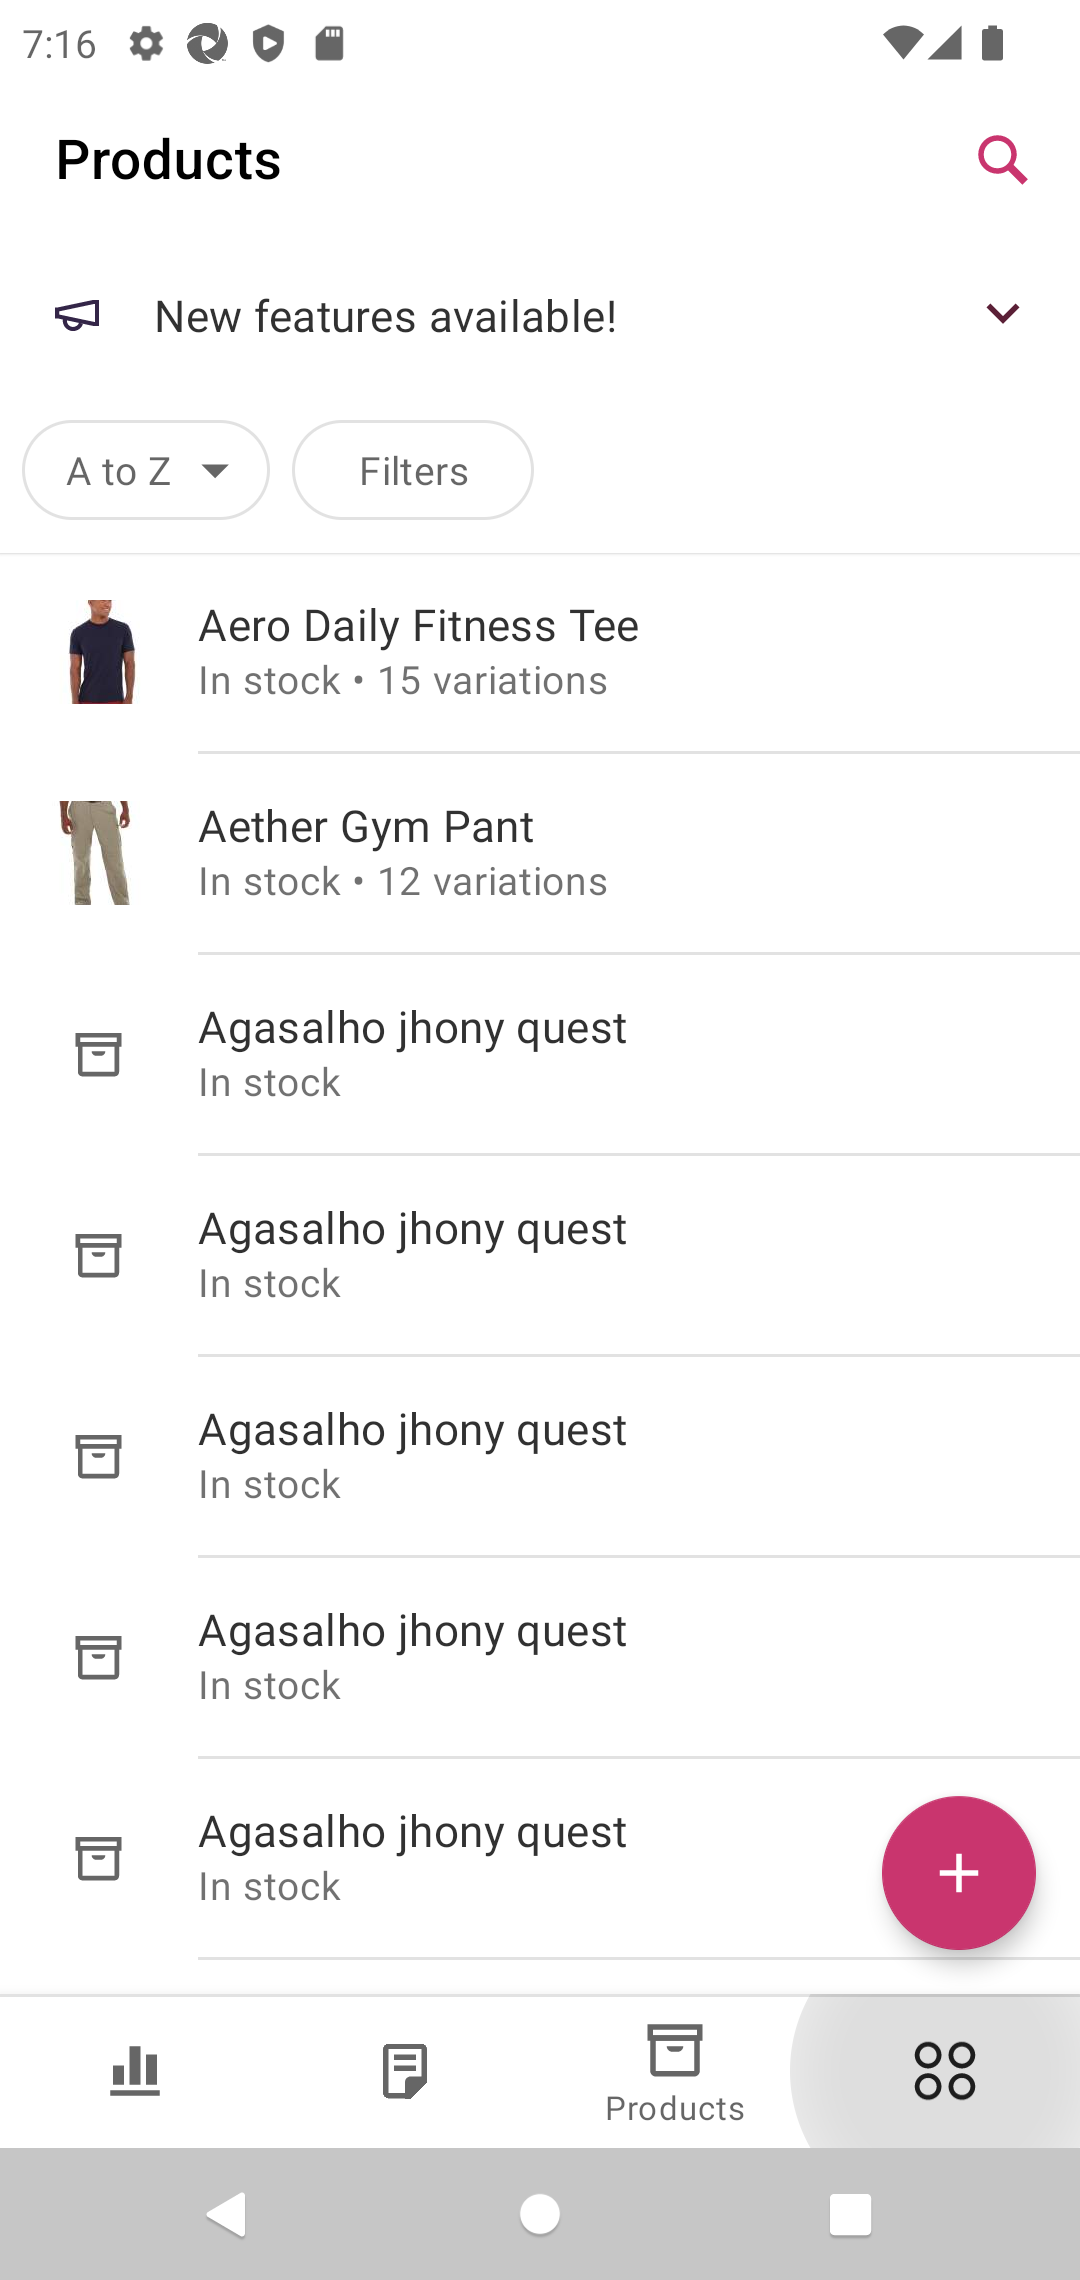 7:16
Products
New features available!
A to Z
Filters
Aero Daily Fitness Tee
In stock • 15 variations
Aether Gym Pant
In stock • 12 variations
Agasalho jhony quest
In stock
Agasalho jhony quest
In stock
Agasalho jhony quest
In stock
Agasalho jhony quest
In stock
Agasalho jhony quest
In stock
Products